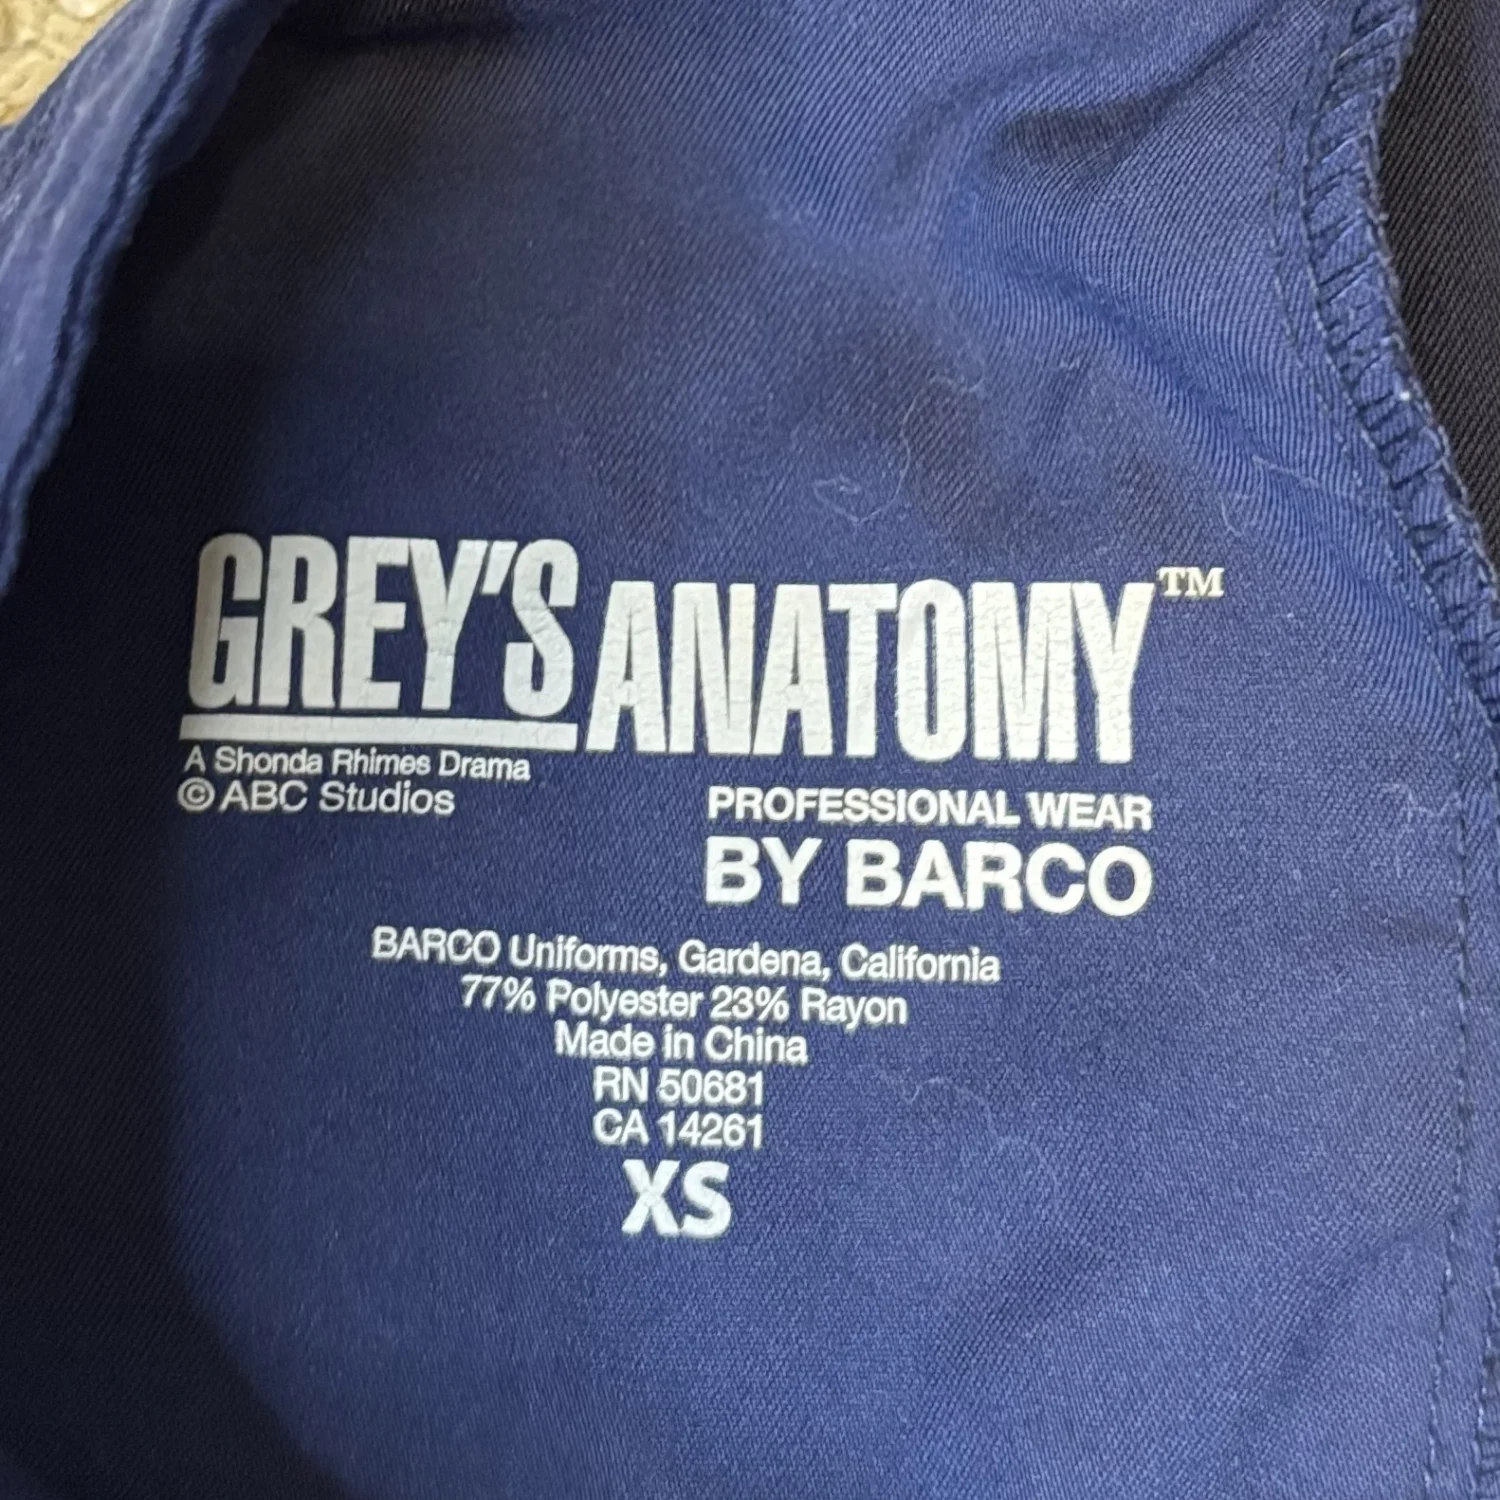 GREY'S ANATOMY™
A Shonda Rhimes Drama
© ABC Studios
PROFESSIONAL WEAR
BY BARCO
BARCO Uniforms, Gardena, California
77% Polyester 23% Rayon
Made in China
RN 50681
CA 14261
XS